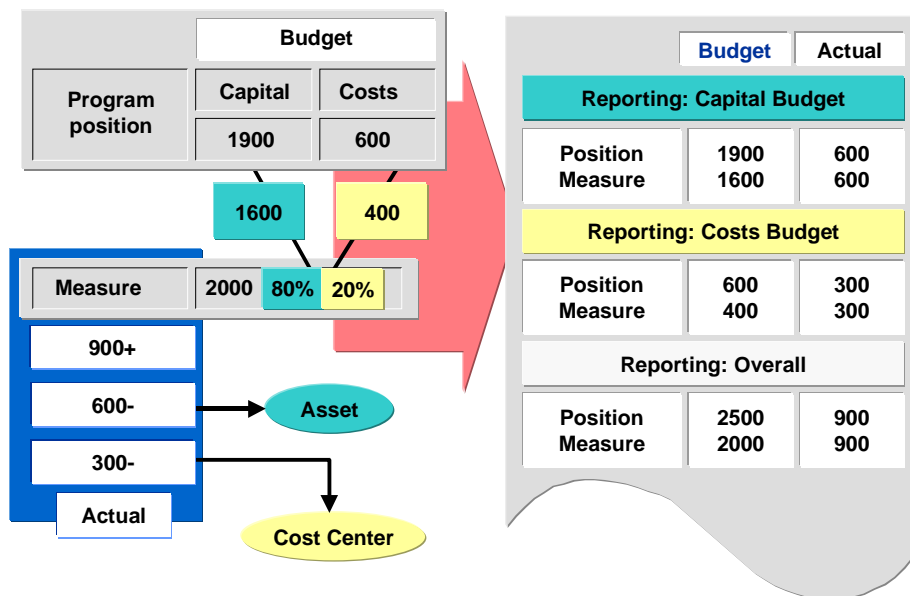 Budget
Program
position
Capital
Costs
1900
600
1600
400
Measure
2000
80%
20%
900+
600-
300-
Actual
Asset
Cost Center
Budget
Actual
Reporting: Capital Budget
Position 1900 600
Measure 1600 600
Reporting: Costs Budget
Position 600 300
Measure 400 300
Reporting: Overall
Position 2500 900
Measure 2000 900